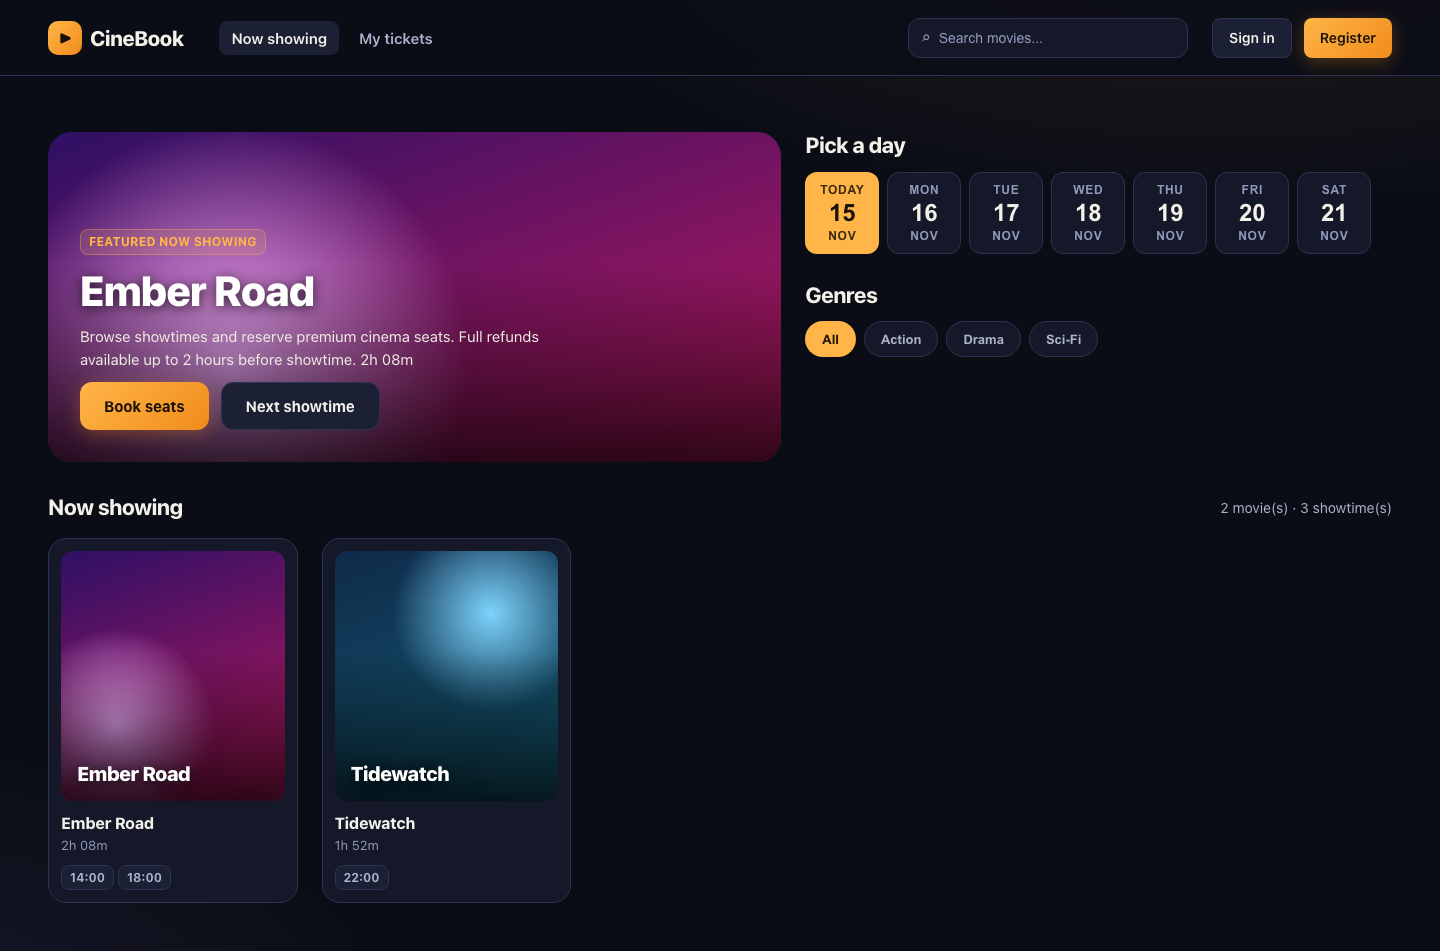 CineBook
Now showing
My tickets
Search movies...
Sign in
Register
FEATURED NOW SHOWING
Ember Road
Browse showtimes and reserve premium cinema seats. Full refunds
available up to 2 hours before showtime. 2h 08m
Book seats
Next showtime
Pick a day
TODAY
15
NOV
MON
16
NOV
TUE
17
NOV
WED
18
NOV
THU
19
NOV
FRI
20
NOV
SAT
21
NOV
Genres
All
Action
Drama
Sci-Fi
Now showing
2 movie(s) · 3 showtime(s)
Ember Road
Ember Road
2h 08m
14:00
18:00
Tidewatch
Tidewatch
1h 52m
22:00